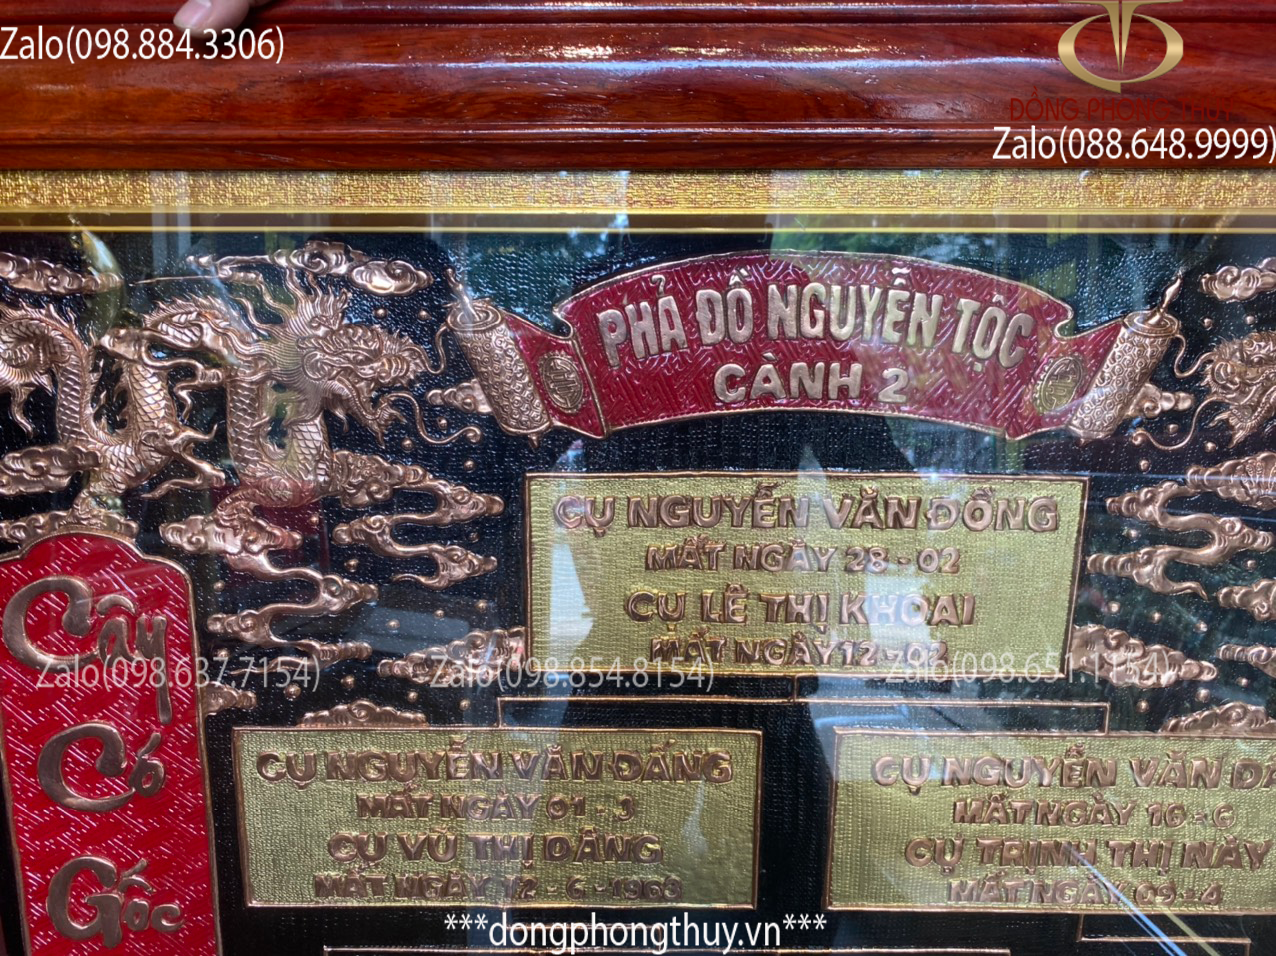 Zalo(098.884.3306)
ĐỒNG PHONG THUỶ
Zalo(088.648.9999)
PHẢ ĐỒ NGUYỄN TỘC
CÀNH 2
CỤ NGUYỄN VĂN ĐỒNG
MẤT NGÀY 28-02
CỤ LÊ THỊ KHOAI
MẤT NGÀY 12-02
Cây
Có
Gốc
Zalo(098.637.7154)
Zalo(098.854.8154)
Zalo(098.651.1154)
CỤ NGUYỄN VĂN ĐẤNG
MẤT NGÀY 01-3
CỤ VŨ THỊ DÂNG
MẤT NGÀY 12-6-1968
CỤ NGUYỄN VĂN
MẤT NGÀY 16-6
CỤ TRỊNH THỊ NÃY
MẤT NGÀY 09-4
***dongphongthuy.vn***